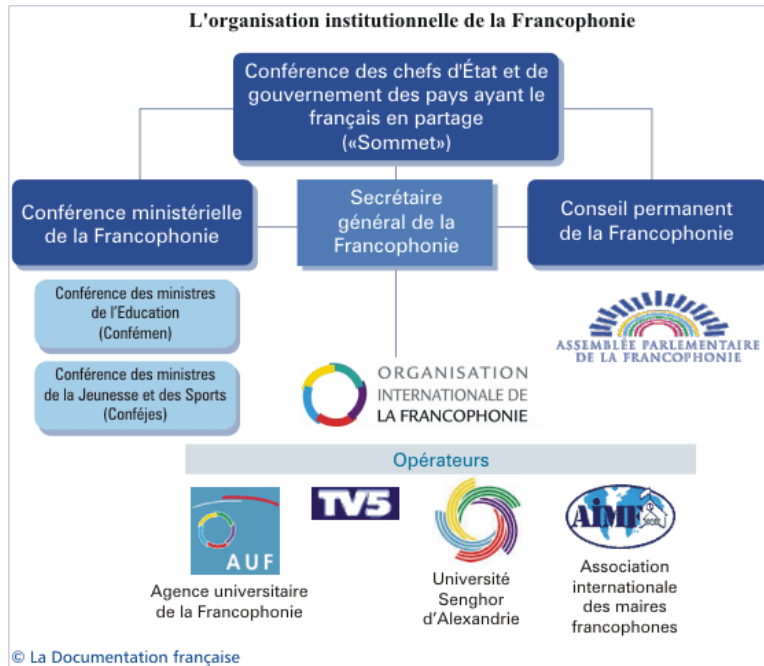 L'organisation institutionnelle de la Francophonie
Conférence des chefs d'État et de
gouvernement des pays ayant le
français en partage
(«Sommet»)
Conférence ministérielle
de la Francophonie
Secrétaire
général de la
Francophonie
Conseil permanent
de la Francophonie
Conférence des ministres
de l'Education
(Confémen)
Conférence des ministres
de la Jeunesse et des Sports
(Conféjes)
ASSEMBLÉE PARLEMENTAIRE
DE LA FRANCOPHONIE
ORGANISATION
INTERNATIONALE DE
LA FRANCOPHONIE
Opérateurs
AUF
Agence universitaire
de la Francophonie
TV5
Université
Senghor
d'Alexandrie
AIMF
Association
internationale
des maires
francophones
© La Documentation française